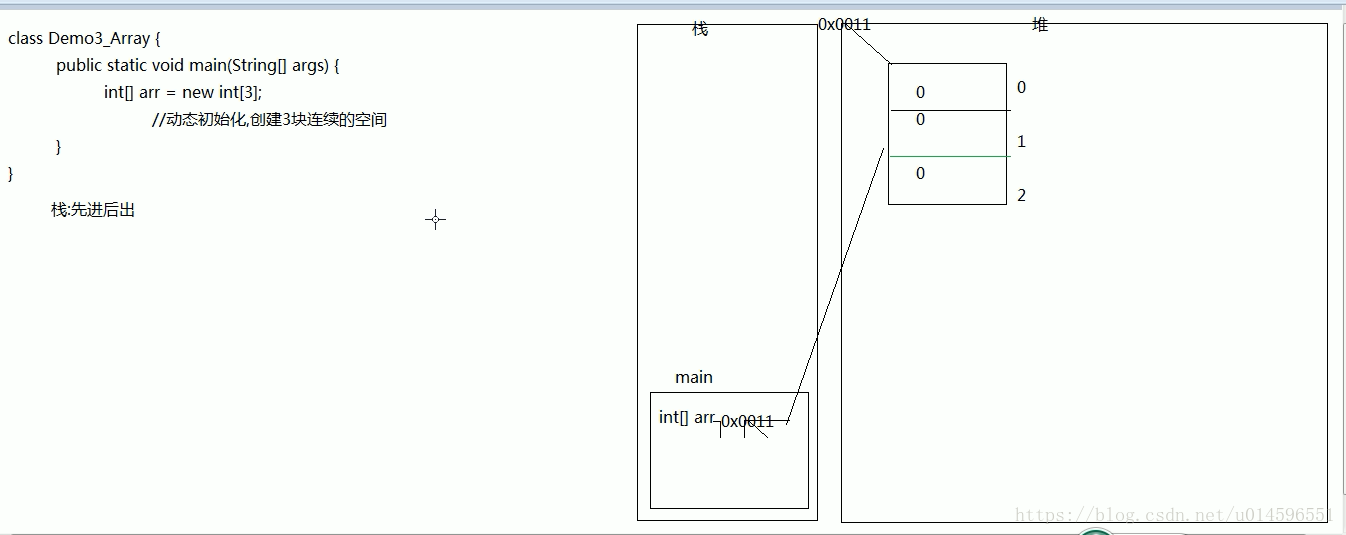 class Demo3_Array {
public static void main(String[] args) {
int[] arr = new int[3];
//动态初始化,创建3块连续的空间
}
}
栈:先进后出
栈
0x0011
堆
0
0
0
1
0
2
main
int[] arr 0x0011
https://blog.csdn.net/u014596551